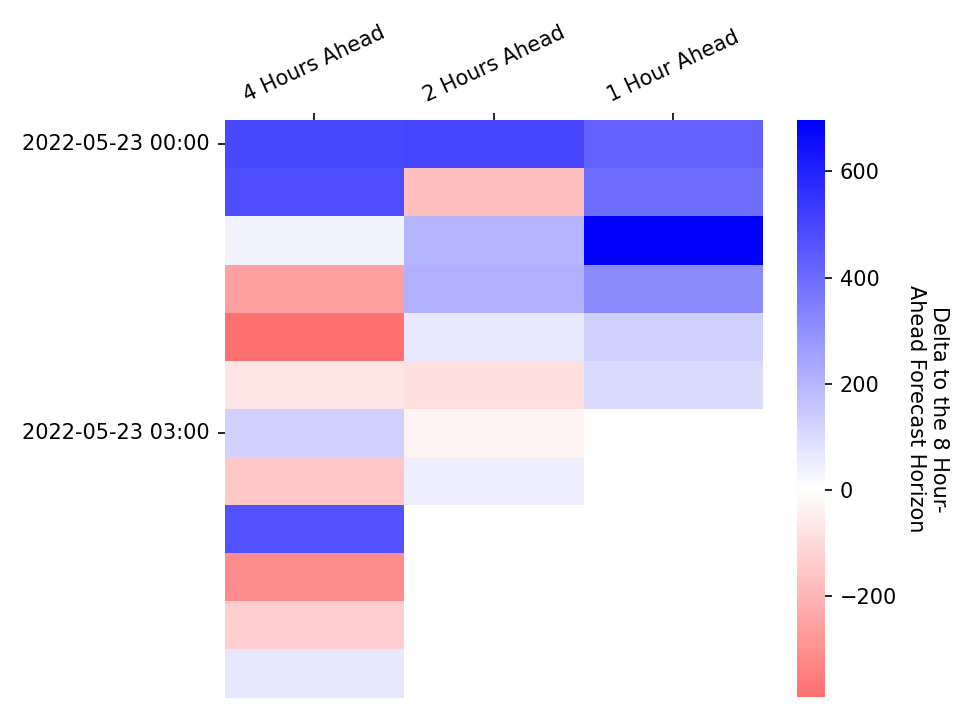 4 Hours Ahead
2 Hours Ahead
1 Hour Ahead
2022-05-23 00:00
2022-05-23 03:00
600
400
200
0
−200
Delta to the 8 Hour-
Ahead Forecast Horizon